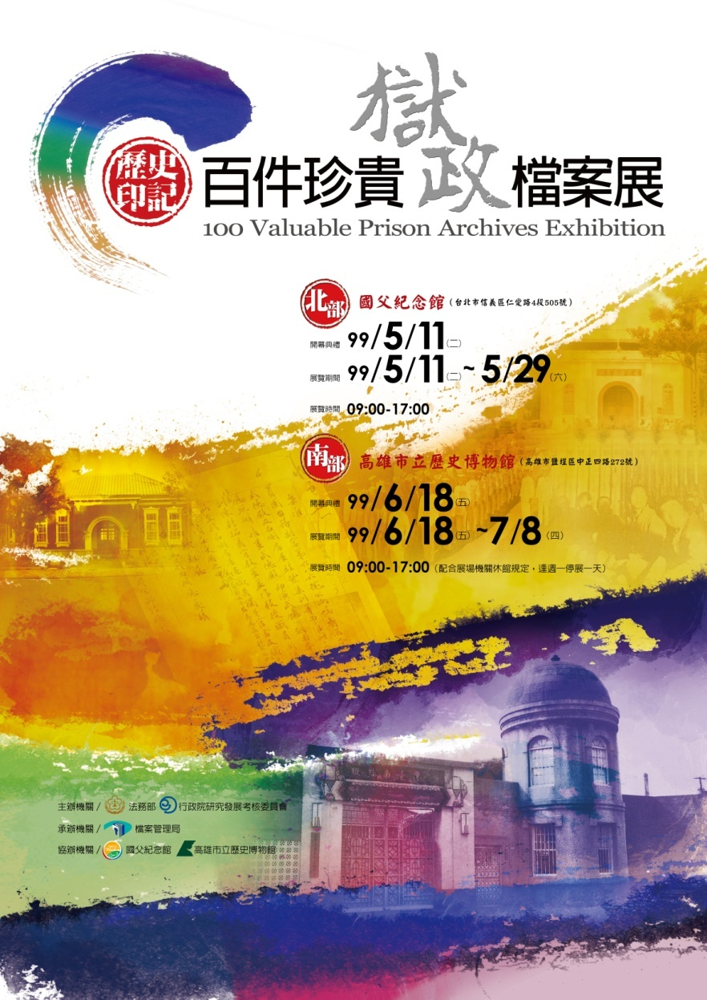 歷史
印記
百件珍貴獄政檔案展
100 Valuable Prison Archives Exhibition
北部 國父紀念館(台北市信義區仁愛路4段505號)
開幕典禮 99/5/11(二)
展覽期間 99/5/11(二)~5/29(六)
展覽時間 09:00-17:00
南部 高雄市立歷史博物館(高雄市鹽埕區中正四路272號)
開幕典禮 99/6/18(五)
展覽期間 99/6/18(五)~7/8(四)
展覽時間 09:00-17:00(配合展場機關休館規定,逢週一停展一天)
主辦機關/法務部 行政院研究發展考核委員會
承辦機關/檔案管理局
協辦機關/國父紀念館 高雄市立歷史博物館